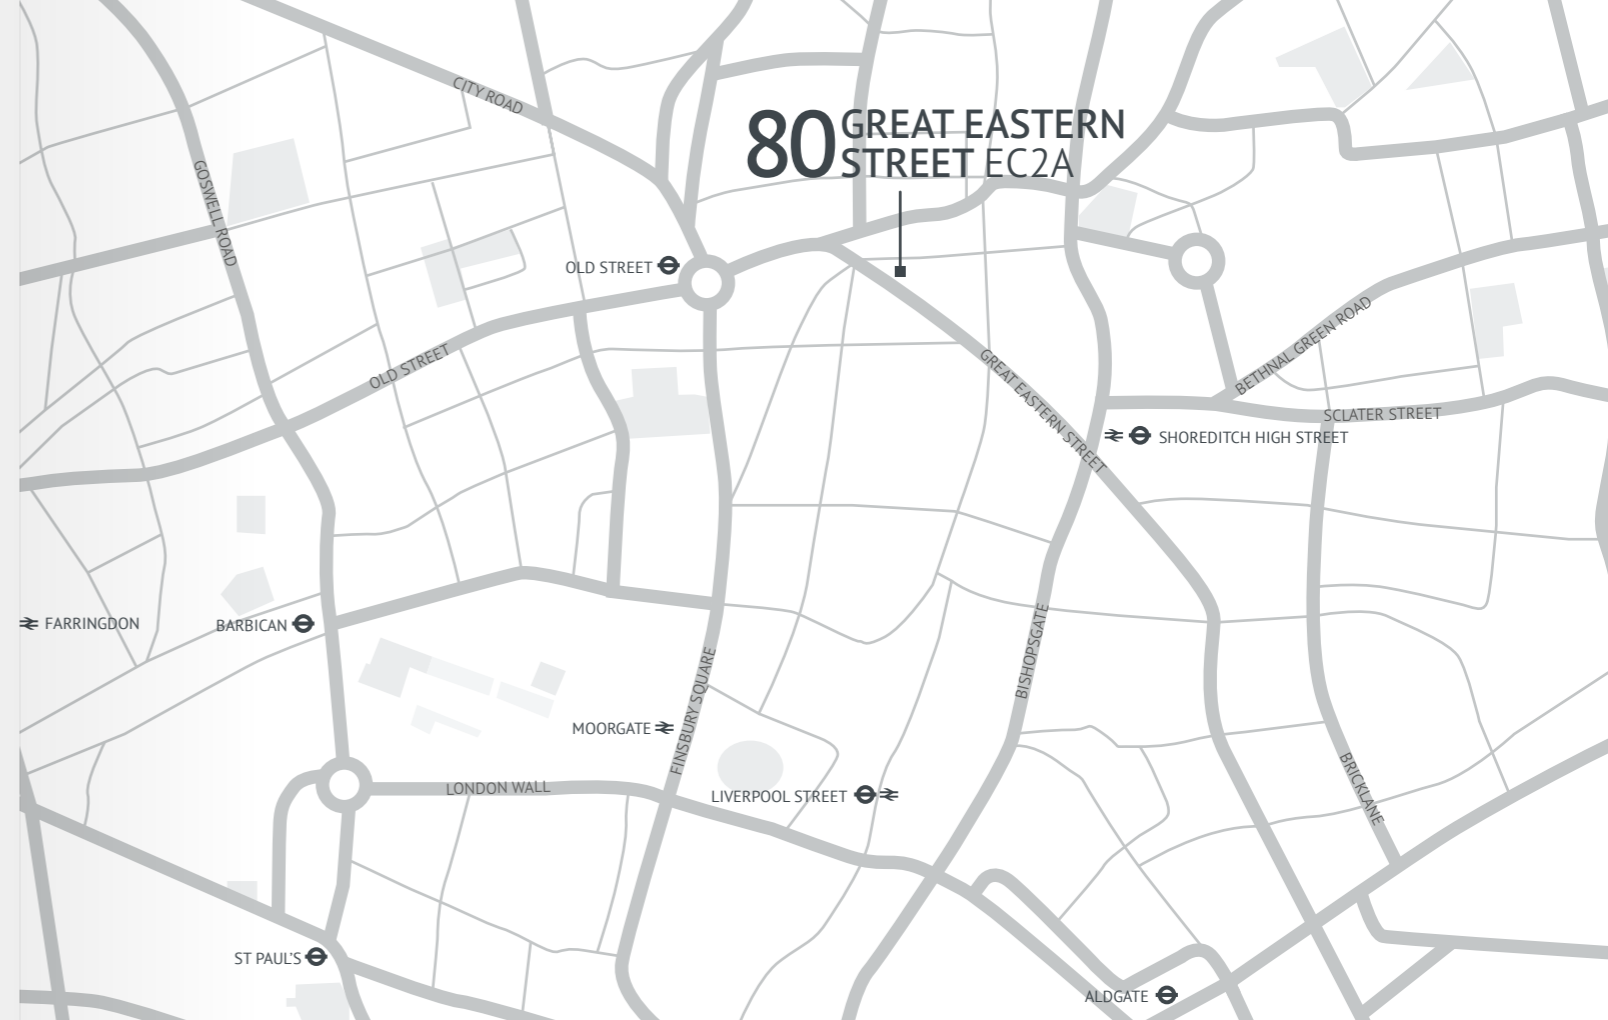 CITY ROAD
80 GREAT EASTERN
STREET EC2A
GOSWELL ROAD
OLD STREET
OLD STREET
BETHNAL GREEN ROAD
GREAT EASTERN STREET
SCLATER STREET
SHOREDITCH HIGH STREET
FARRINGDON
BARBICAN
BISHOPSGATE
FINSBURY SQUARE
MOORGATE
LONDON WALL
LIVERPOOL STREET
BRICKLANE
ST PAUL'S
ALDGATE